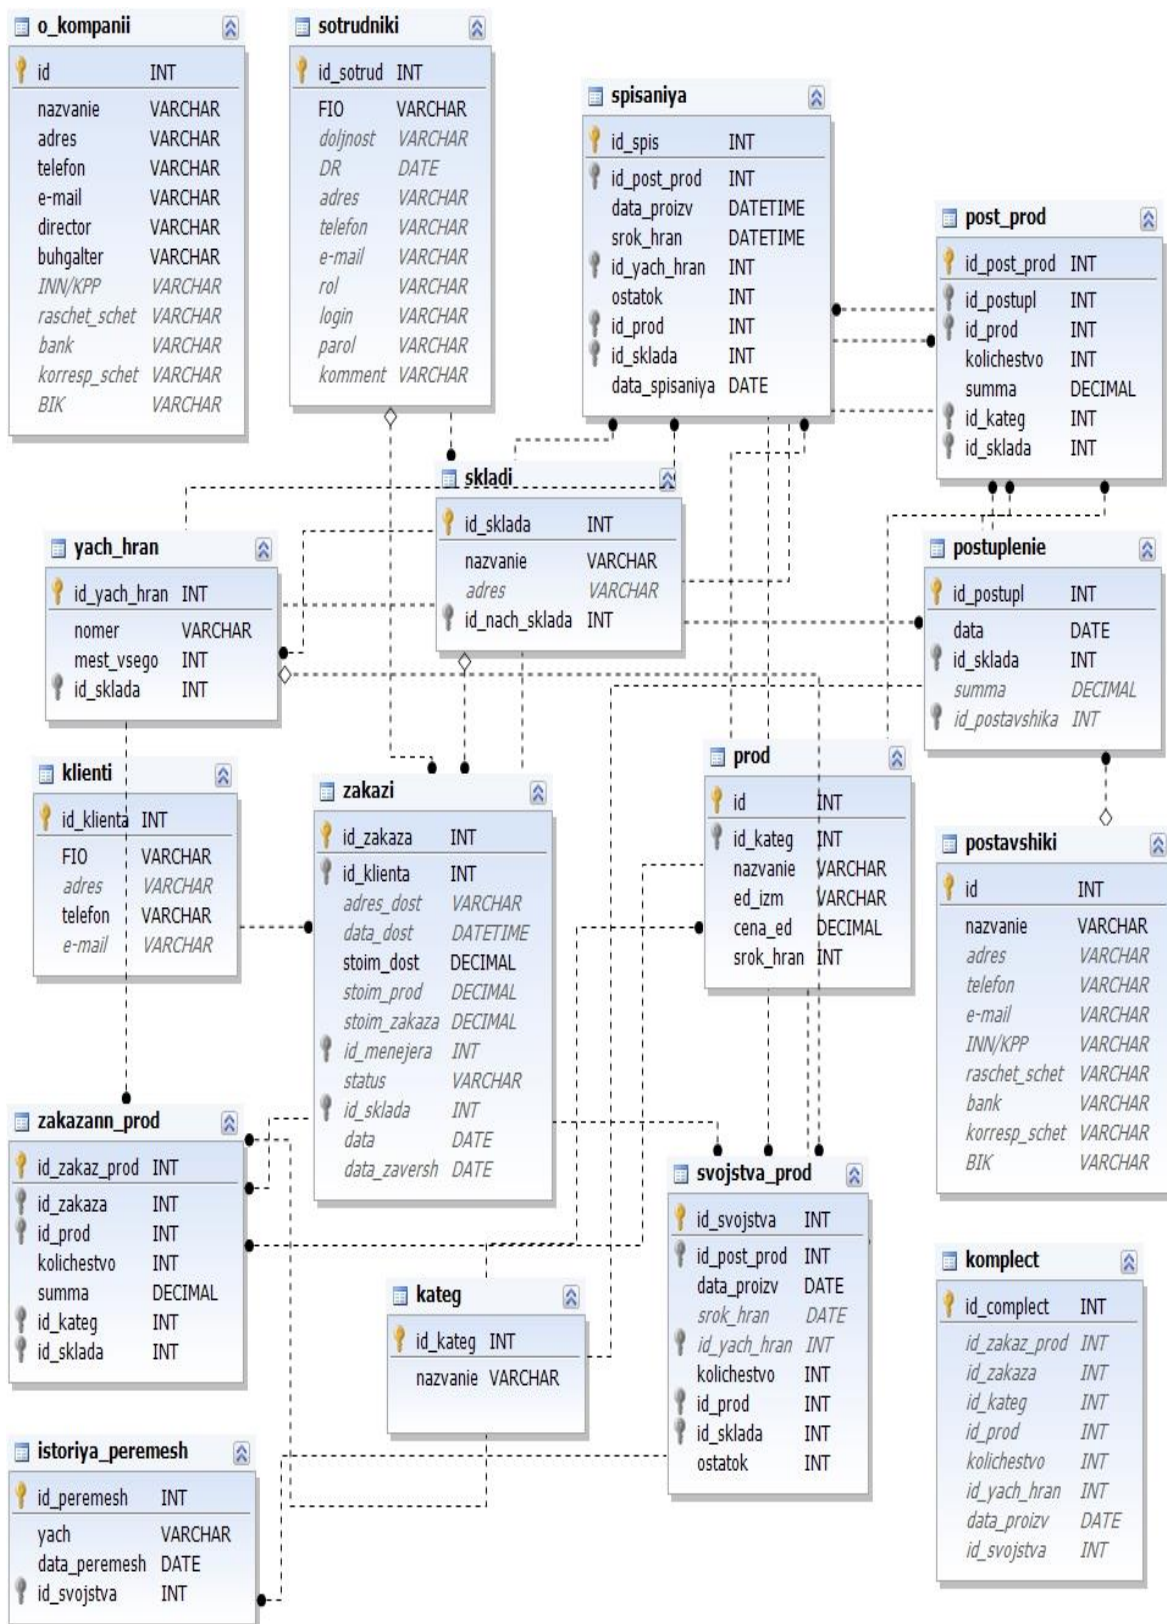 o_kompanii
id INT
nazvanie VARCHAR
adres VARCHAR
telefon VARCHAR
e-mail VARCHAR
director VARCHAR
buhgalter VARCHAR
INN/KPP VARCHAR
raschet_schet VARCHAR
bank VARCHAR
korresp_schet VARCHAR
BIK VARCHAR
sotrudniki
id_sotrud INT
FIO VARCHAR
doljnost VARCHAR
DR DATE
adres VARCHAR
telefon VARCHAR
e-mail VARCHAR
rol VARCHAR
login VARCHAR
parol VARCHAR
komment VARCHAR
spisaniya
id_spis INT
id_post_prod INT
data_proizv DATETIME
srok_hran DATETIME
id_yach_hran INT
ostatok INT
id_prod INT
id_sklada INT
data_spisaniya DATE
post_prod
id_post_prod INT
id_postupl INT
id_prod INT
kolichestvo INT
summa DECIMAL
id_kateg INT
id_sklada INT
skladi
id_sklada INT
nazvanie VARCHAR
adres VARCHAR
id_nach_sklada INT
yach_hran
id_yach_hran INT
nomer VARCHAR
mest_vsego INT
id_sklada INT
postuplenie
id_postupl INT
data DATE
id_sklada INT
summa DECIMAL
id_postavshika INT
klienti
id_klienta INT
FIO VARCHAR
adres VARCHAR
telefon VARCHAR
e-mail VARCHAR
zakazi
id_zakaza INT
id_klienta INT
adres_dost VARCHAR
data_dost DATETIME
stoim_dost DECIMAL
stoim_prod DECIMAL
stoim_zakaza DECIMAL
id_menejera INT
status VARCHAR
id_sklada INT
data DATE
data_zaversh DATE
prod
id INT
id_kateg INT
nazvanie VARCHAR
ed_izm VARCHAR
cena_ed DECIMAL
srok_hran INT
postavshiki
id INT
nazvanie VARCHAR
adres VARCHAR
telefon VARCHAR
e-mail VARCHAR
INN/KPP VARCHAR
raschet_schet VARCHAR
bank VARCHAR
korresp_schet VARCHAR
BIK VARCHAR
zakazann_prod
id_zakaz_prod INT
id_zakaza INT
id_prod INT
kolichestvo INT
summa DECIMAL
id_kateg INT
id_sklada INT
svojstva_prod
id_svojstva INT
id_post_prod INT
data_proizv DATE
srok_hran DATE
id_yach_hran INT
kolichestvo INT
id_prod INT
id_sklada INT
ostatok INT
kateg
id_kateg INT
nazvanie VARCHAR
komplect
id_complect INT
id_zakaz_prod INT
id_zakaza INT
id_kateg INT
id_prod INT
kolichestvo INT
id_yach_hran INT
data_proizv DATE
id_svojstva INT
istoriya_peremesh
id_peremesh INT
yach VARCHAR
data_peremesh DATE
id_svojstva INT